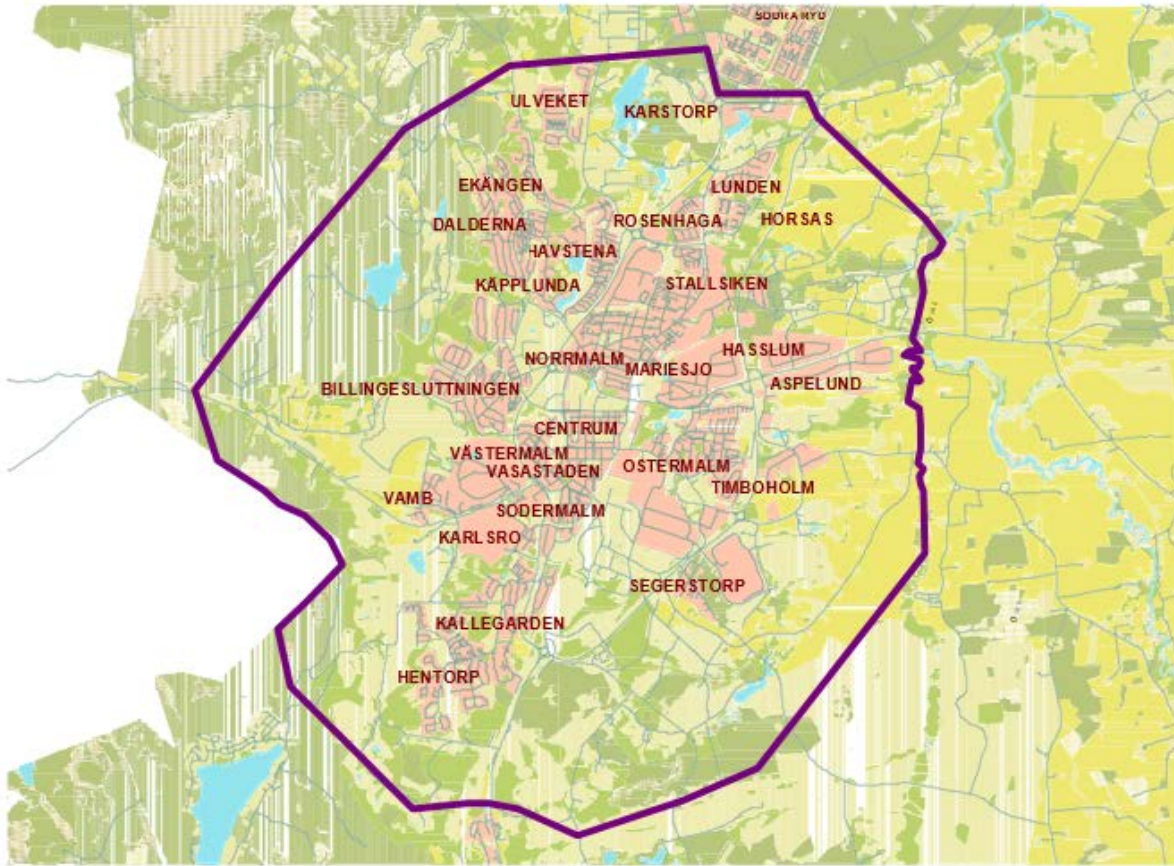 SÖDRA RYD
ULVEKET
KARSTORP
EKÄNGEN
LUNDEN
DALDERNA
ROSENHAGA
HORSAS
HAVSTENA
KÄPPLUNDA
STALLSIKEN
NORRMALM
HASSLUM
MARIESJO
BILLINGESLUTTNINGEN
ASPELUND
CENTRUM
VÄSTERMALM
OSTERMALM
VASASTADEN
VAMB
TIMBOHOLM
SODERMALM
KARLSRO
SEGERSTORP
KALLEGARDEN
HENTORP